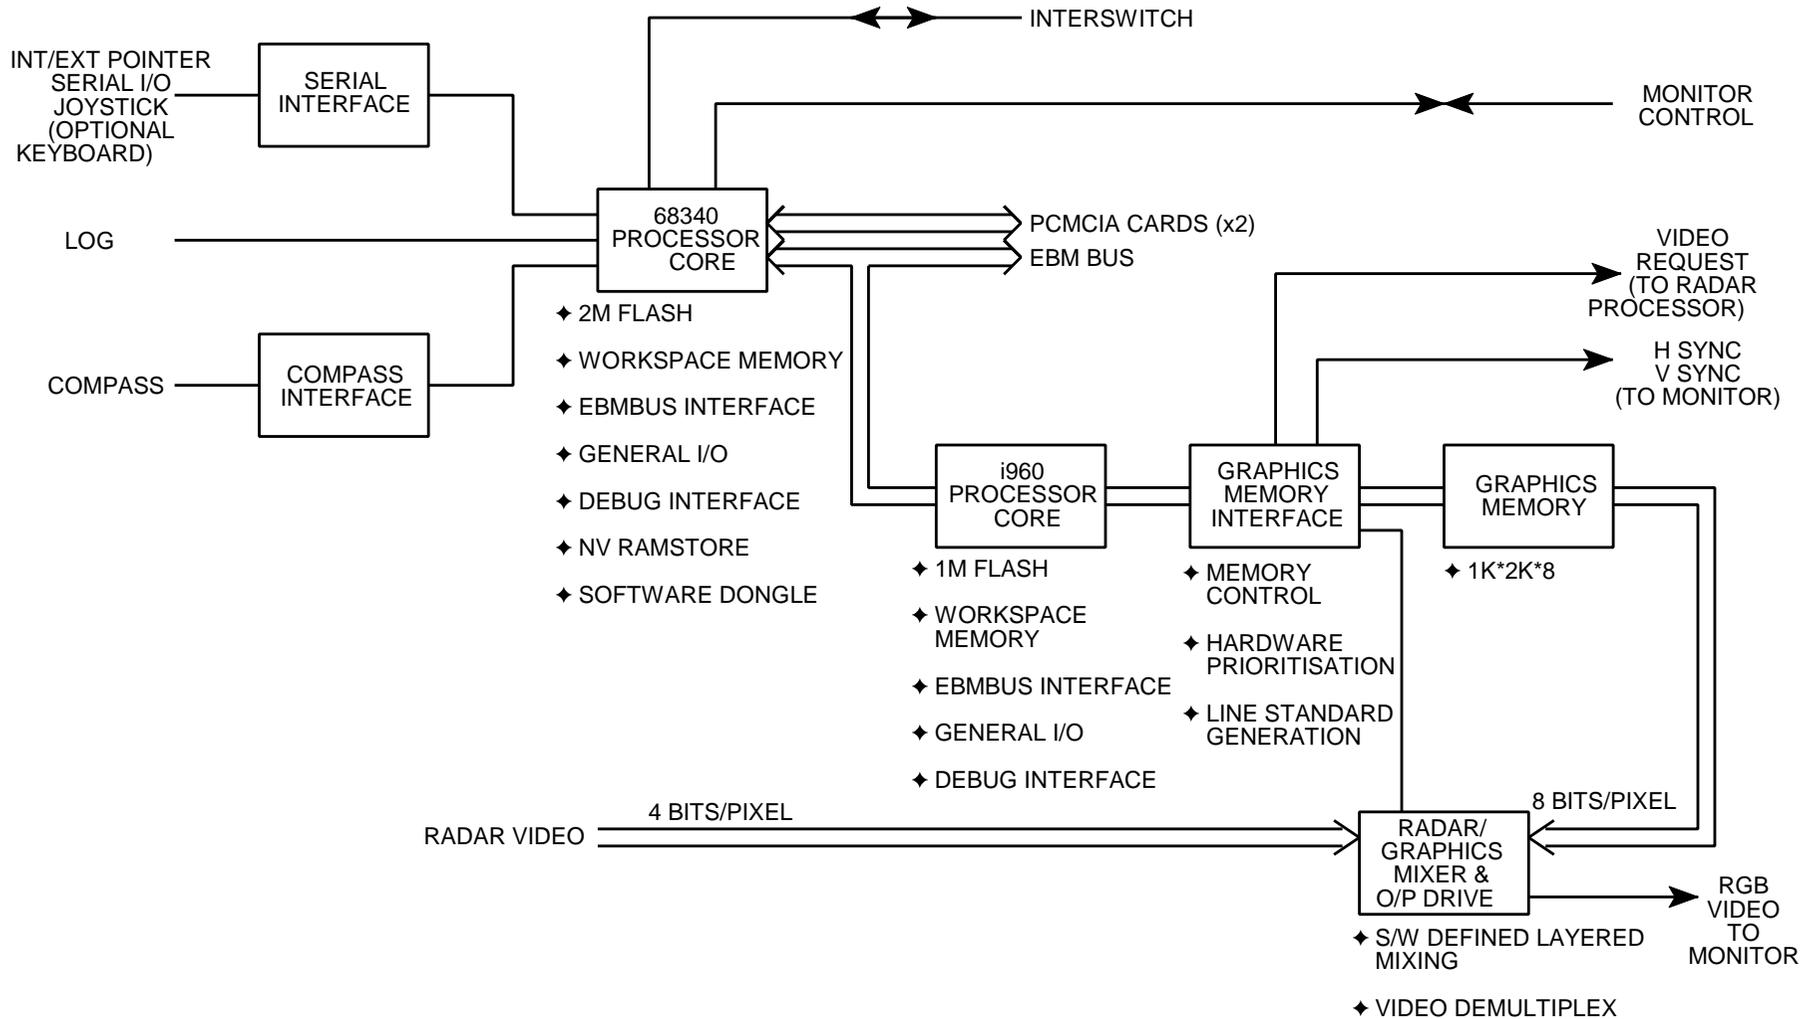 INTERSWITCH
INT/EXT POINTER
SERIAL I/O
JOYSTICK
(OPTIONAL
KEYBOARD)
SERIAL
INTERFACE
MONITOR
CONTROL
LOG
68340
PROCESSOR
CORE
PCMCIA CARDS (x2)
EBM BUS
VIDEO
REQUEST
(TO RADAR
PROCESSOR)
H SYNC
V SYNC
(TO MONITOR)
COMPASS
COMPASS
INTERFACE
✦ 2M FLASH
✦ WORKSPACE MEMORY
✦ EBMBUS INTERFACE
✦ GENERAL I/O
✦ DEBUG INTERFACE
✦ NV RAMSTORE
✦ SOFTWARE DONGLE
i960
PROCESSOR
CORE
✦ 1M FLASH
✦ WORKSPACE
MEMORY
✦ EBMBUS INTERFACE
✦ GENERAL I/O
✦ DEBUG INTERFACE
GRAPHICS
MEMORY
INTERFACE
✦ MEMORY
CONTROL
✦ HARDWARE
PRIORITISATION
✦ LINE STANDARD
GENERATION
GRAPHICS
MEMORY
✦ 1K*2K*8
4 BITS/PIXEL
RADAR VIDEO
8 BITS/PIXEL
RADAR/
GRAPHICS
MIXER &
O/P DRIVE
RGB
VIDEO
TO
MONITOR
✦ S/W DEFINED LAYERED
MIXING
✦ VIDEO DEMULTIPLEX